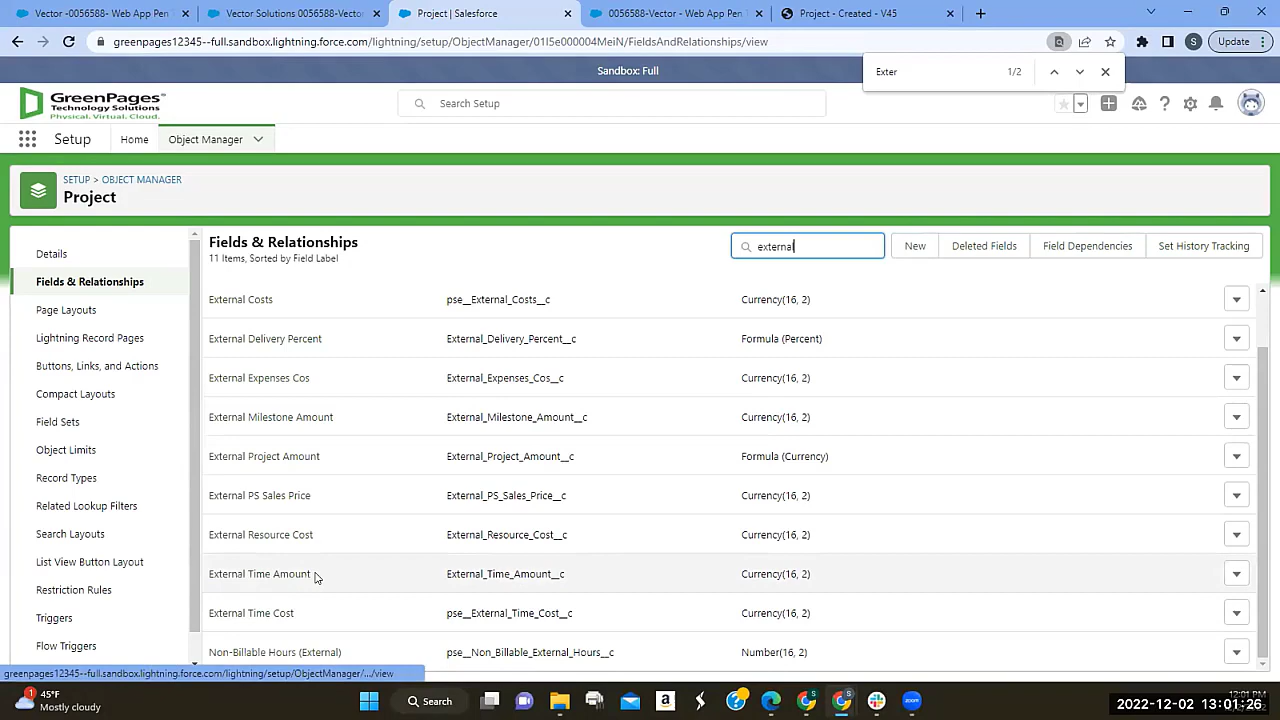 0056588- Vector - Web App Pen
Vector Solutions 0056588-Vector-
Project | Salesforce
0056588-Vector - Web App Pen T
Project - Created - V45
greenpages12345--full.sandbox.lightning.force.com/lightning/setup/ObjectManager/01I5e000004MeiN/FieldsAndRelationships/view
S
Update
Sandbox: Full
Exter
1/2
GreenPages
Technology Solutions
Physical. Virtual. Cloud.
Search Setup
Setup
Home
Object Manager
SETUP > OBJECT MANAGER
Project
Details
Fields & Relationships
Page Layouts
Lightning Record Pages
Buttons, Links, and Actions
Compact Layouts
Field Sets
Object Limits
Record Types
Related Lookup Filters
Search Layouts
List View Button Layout
Restriction Rules
Triggers
Flow Triggers
Fields & Relationships
11 Items, Sorted by Field Label
external
New
Deleted Fields
Field Dependencies
Set History Tracking
External Costs pse__External_Costs__c Currency(16, 2)
External Delivery Percent External_Delivery_Percent__c Formula (Percent)
External Expenses Cos External_Expenses_Cos__c Currency(16, 2)
External Milestone Amount External_Milestone_Amount__c Currency(16, 2)
External Project Amount External_Project_Amount__c Formula (Currency)
External PS Sales Price External_PS_Sales_Price__c Currency(16, 2)
External Resource Cost External_Resource_Cost__c Currency(16, 2)
External Time Amount External_Time_Amount__c Currency(16, 2)
External Time Cost pse__External_Time_Cost__c Currency(16, 2)
Non-Billable Hours (External) pse__Non_Billable_External_Hours__c Number(16, 2)
greenpages12345--full.sandbox.lightning.force.com/lightning/setup/ObjectManager/.../view
1
45°F
Mostly cloudy
Search
zoom
12:01 PM
2022-12-02 13:01:26